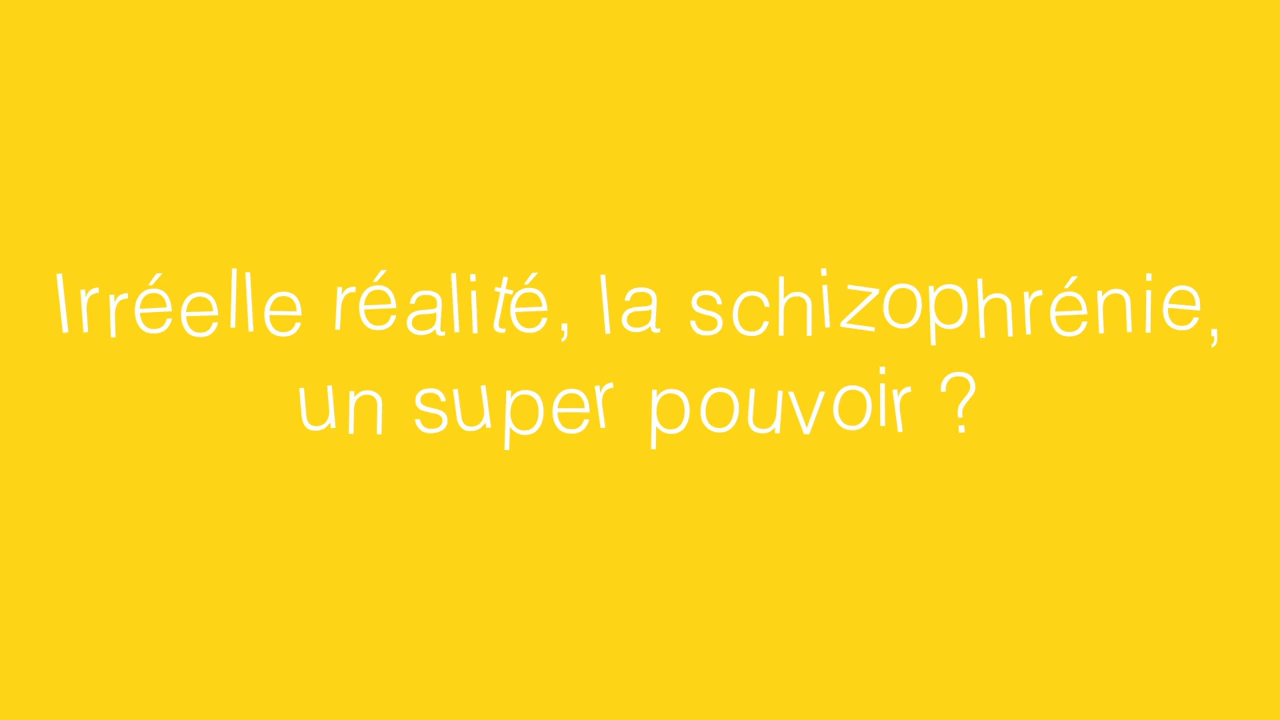 Irréelle réalité, la schizophrénie,
un super pouvoir ?